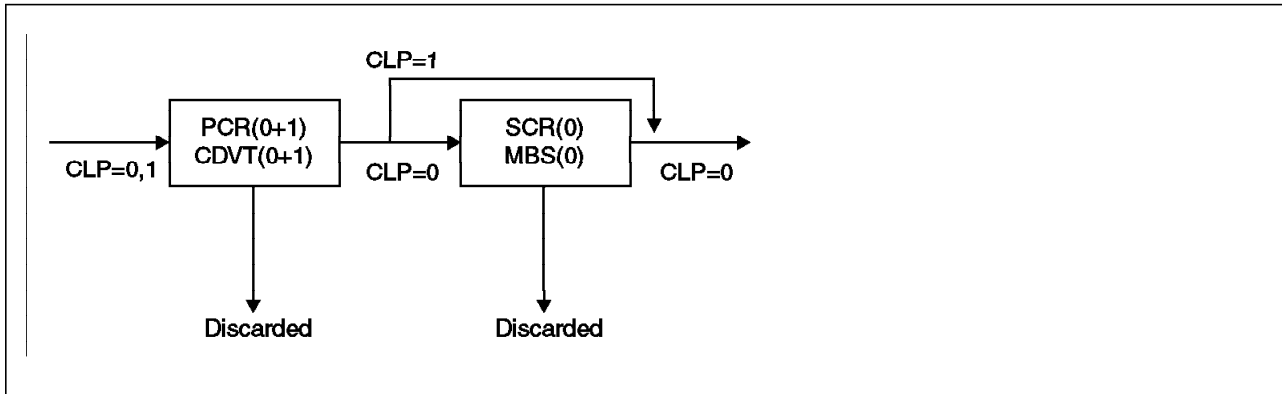 CLP=1
PCR(0+1)
CDVT(0+1)
SCR(0)
MBS(0)
CLP=0,1
CLP=0
CLP=0
Discarded
Discarded